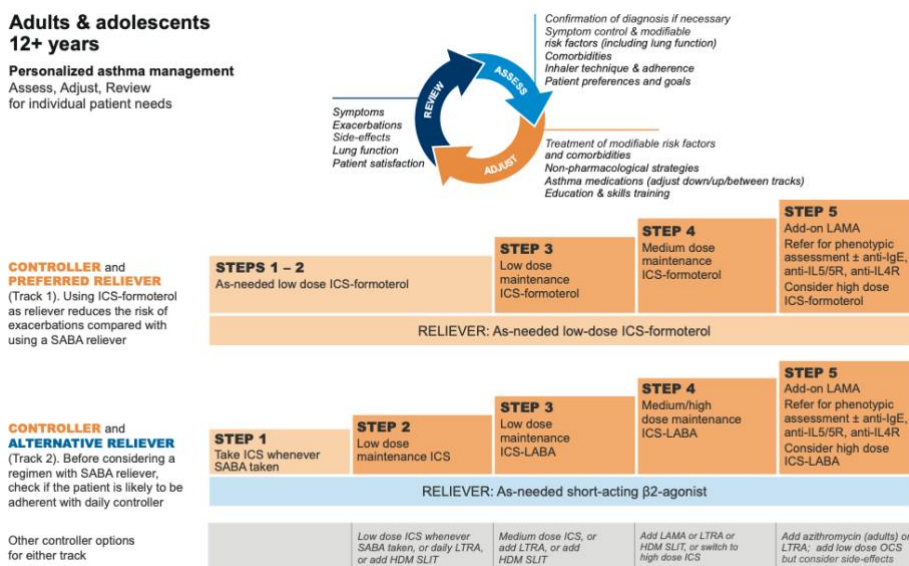 Adults & adolescents
12+ years
Personalized asthma management
Assess, Adjust, Review
for individual patient needs
Confirmation of diagnosis if necessary
Symptom control & modifiable
risk factors (including lung function)
Comorbidities
Inhaler technique & adherence
Patient preferences and goals
REVIEW
ASSESS
ADJUST
Symptoms
Exacerbations
Side-effects
Lung function
Patient satisfaction
Treatment of modifiable risk factors
and comorbidities
Non-pharmacological strategies
Asthma medications (adjust down/up/between tracks)
Education & skills training
CONTROLLER and
PREFERRED RELIEVER
(Track 1). Using ICS-formoterol
as reliever reduces the risk of
exacerbations compared with
using a SABA reliever
STEPS 1 – 2
As-needed low dose ICS-formoterol
STEP 3
Low dose
maintenance
ICS-formoterol
STEP 4
Medium dose
maintenance
ICS-formoterol
STEP 5
Add-on LAMA
Refer for phenotypic
assessment ± anti-IgE,
anti-IL5/5R, anti-IL4R
Consider high dose
ICS-formoterol
RELIEVER: As-needed low-dose ICS-formoterol
CONTROLLER and
ALTERNATIVE RELIEVER
(Track 2). Before considering a
regimen with SABA reliever,
check if the patient is likely to be
adherent with daily controller
STEP 1
Take ICS whenever
SABA taken
STEP 2
Low dose
maintenance ICS
STEP 3
Low dose
maintenance
ICS-LABA
STEP 4
Medium/high
dose maintenance
ICS-LABA
STEP 5
Add-on LAMA
Refer for phenotypic
assessment ± anti-IgE,
anti-IL5/5R, anti-IL4R
Consider high dose
ICS-LABA
RELIEVER: As-needed short-acting β2-agonist
Other controller options
for either track
Low dose ICS whenever
SABA taken, or daily LTRA,
or add HDM SLIT
Medium dose ICS, or
add LTRA, or add
HDM SLIT
Add LAMA or LTRA or
HDM SLIT, or switch to
high dose ICS
Add azithromycin (adults) or
LTRA; add low dose OCS
but consider side-effects